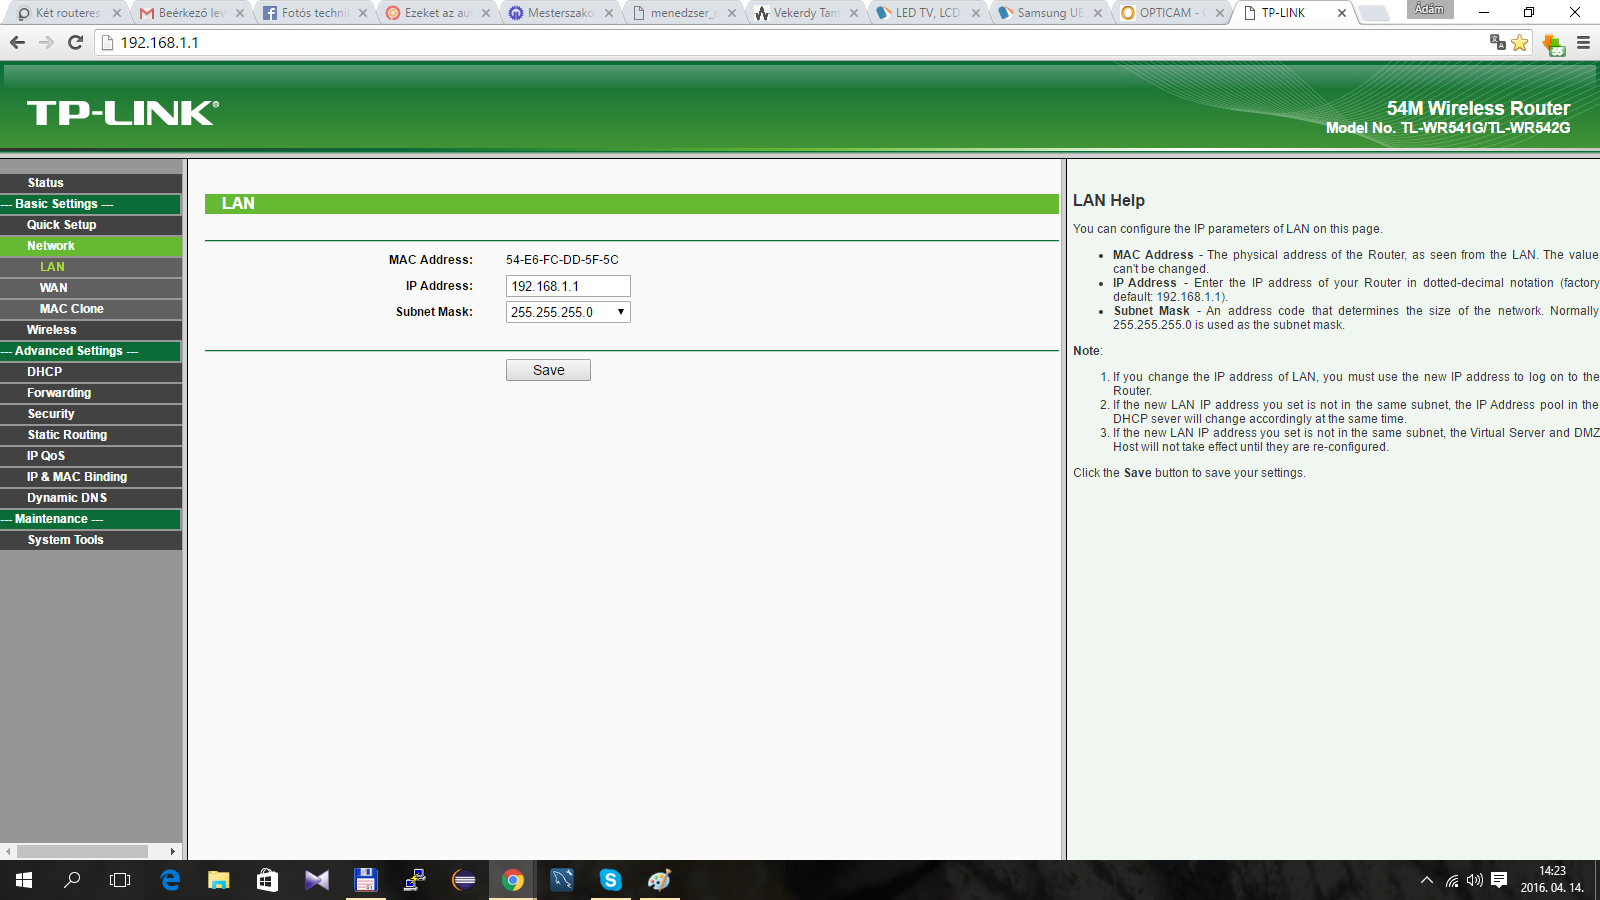 Két routeres
Beérkező lev
Fotós techni
Ezeket az au
Mesterszako
menedzser_
Vekerdy Tam
LED TV, LCD
Samsung UE
OPTICAM -
TP-LINK
Ádám
192.168.1.1
55
TP-LINK®
54M Wireless Router
Model No. TL-WR541G/TL-WR542G
Status
--- Basic Settings ---
Quick Setup
Network
LAN
WAN
MAC Clone
Wireless
--- Advanced Settings ---
DHCP
Forwarding
Security
Static Routing
IP QoS
IP & MAC Binding
Dynamic DNS
--- Maintenance ---
System Tools
LAN
MAC Address: 54-E6-FC-DD-5F-5C
IP Address: 192.168.1.1
Subnet Mask: 255.255.255.0
Save
LAN Help
You can configure the IP parameters of LAN on this page.
• MAC Address - The physical address of the Router, as seen from the LAN. The value
can't be changed.
• IP Address - Enter the IP address of your Router in dotted-decimal notation (factory
default: 192.168.1.1).
• Subnet Mask - An address code that determines the size of the network. Normally
255.255.255.0 is used as the subnet mask.
Note:
1. If you change the IP address of LAN, you must use the new IP address to log on to the
Router.
2. If the new LAN IP address you set is not in the same subnet, the IP Address pool in the
DHCP sever will change accordingly at the same time.
3. If the new LAN IP address you set is not in the same subnet, the Virtual Server and DMZ
Host will not take effect until they are re-configured.
Click the Save button to save your settings.
14:23
2016. 04. 14.